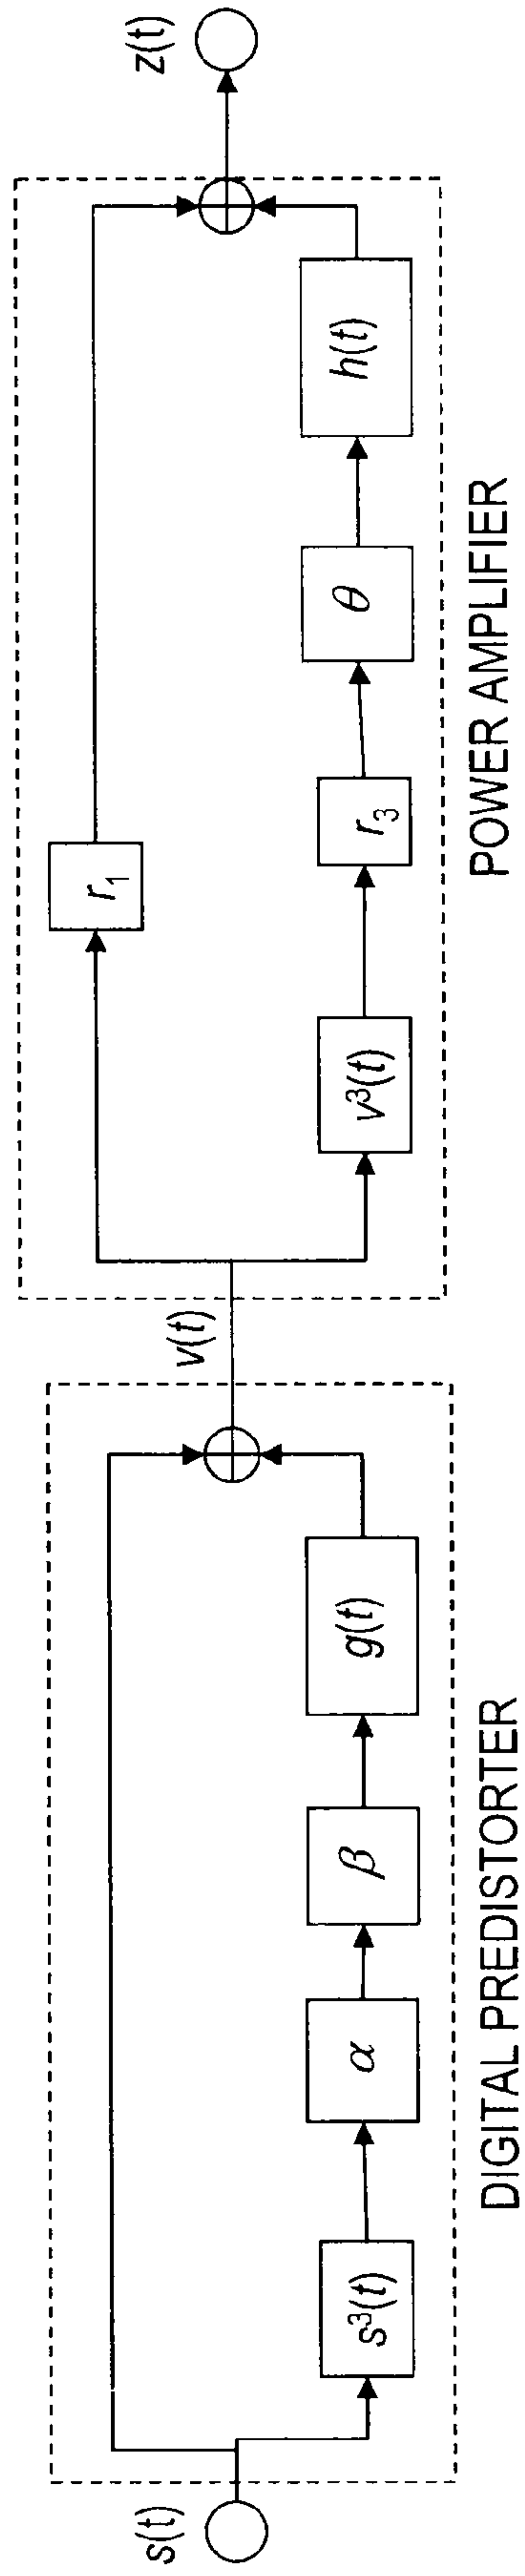 s(t)
s³(t)
α
β
g(t)
DIGITAL PREDISTORTER
v(t)
r₁
v³(t)
r₃
θ
h(t)
POWER AMPLIFIER
z(t)